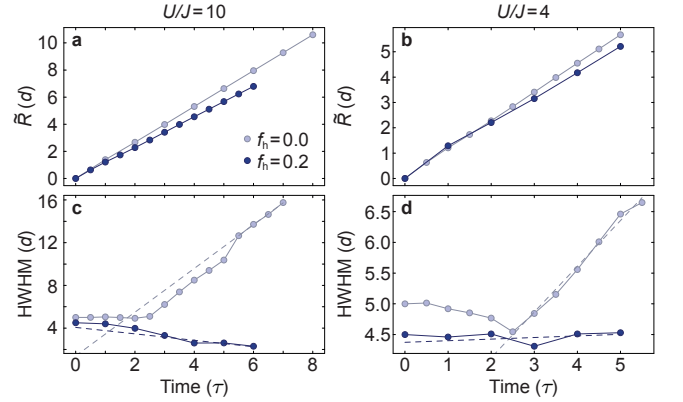 U/J=10
U/J=4
a
10
8
6
4
2
0
R̃ (d)
f_h=0.0
f_h=0.2
b
5
4
3
2
1
0
R̃ (d)
c
16
12
8
4
HWHM (d)
0 2 4 6 8
Time (τ)
d
6.5
6.0
5.5
5.0
4.5
HWHM (d)
0 1 2 3 4 5
Time (τ)